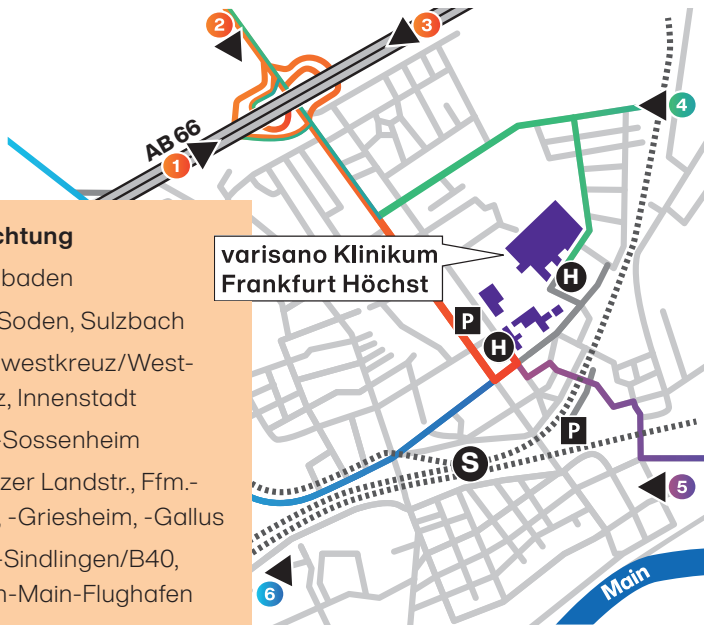 2
3
4
AB 66
1
chtung
baden
Soden, Sulzbach
westkreuz/West-
z, Innenstadt
-Sossenheim
zer Landstr., Ffm.-
, -Griesheim, -Gallus
-Sindlingen/B40,
n-Main-Flughafen
varisano Klinikum
Frankfurt Höchst
H
P
H
P
S
5
6
Main